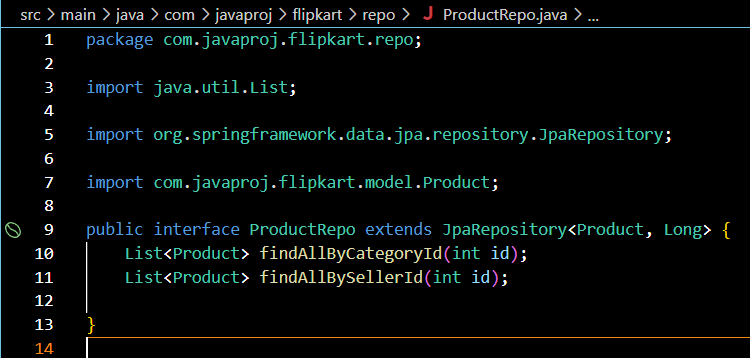 src > main > java > com > javaproj > flipkart > repo > J ProductRepo.java > ...
1 package com.javaproj.flipkart.repo;
2
3 import java.util.List;
4
5 import org.springframework.data.jpa.repository.JpaRepository;
6
7 import com.javaproj.flipkart.model.Product;
8
9 public interface ProductRepo extends JpaRepository<Product, Long> {
10     List<Product> findAllByCategoryId(int id);
11     List<Product> findAllBySellerId(int id);
12
13 }
14